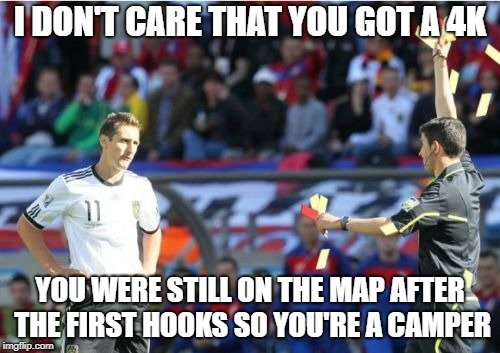 I DON'T CARE THAT YOU GOT A 4K
11
YOU WERE STILL ON THE MAP AFTER
THE FIRST HOOKS SO YOU'RE A CAMPER
imgflip.com